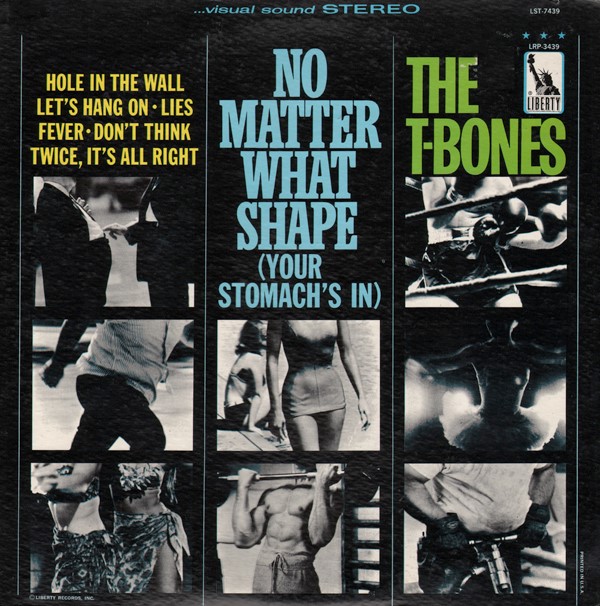 ...visual sound STEREO
LST-7439
LRP-3439
LIBERTY
HOLE IN THE WALL
LET'S HANG ON • LIES
FEVER • DON'T THINK
TWICE, IT'S ALL RIGHT
NO
MATTER
WHAT
SHAPE
(YOUR
STOMACH'S IN)
THE
T-BONES
© LIBERTY RECORDS, INC.
PRINTED IN U.S.A.